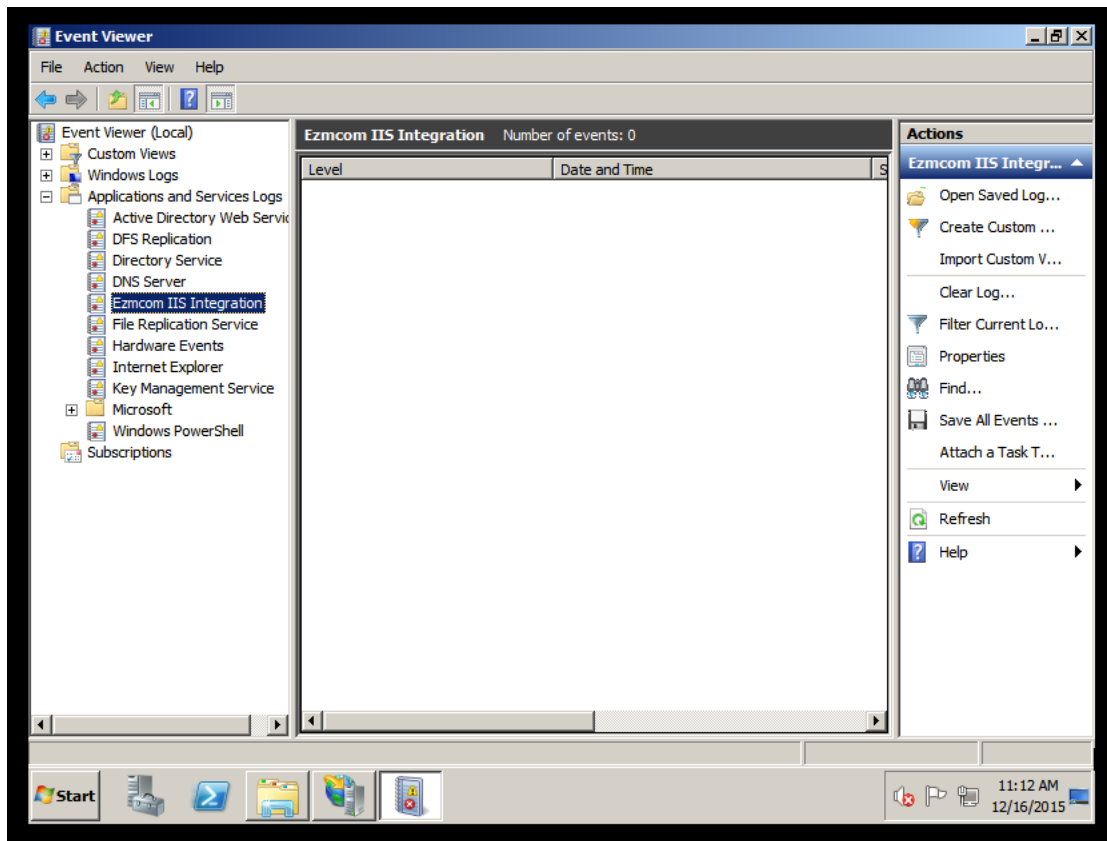 Event Viewer
File Action View Help
Event Viewer (Local)
Custom Views
Windows Logs
Applications and Services Logs
Active Directory Web Servic
DFS Replication
Directory Service
DNS Server
Ezmcom IIS Integration
File Replication Service
Hardware Events
Internet Explorer
Key Management Service
Microsoft
Windows PowerShell
Subscriptions
Ezmcom IIS Integration Number of events: 0
Level Date and Time S
Actions
Ezmcom IIS Integr...
Open Saved Log...
Create Custom ...
Import Custom V...
Clear Log...
Filter Current Lo...
Properties
Find...
Save All Events ...
Attach a Task T...
View
Refresh
Help
Start
11:12 AM
12/16/2015